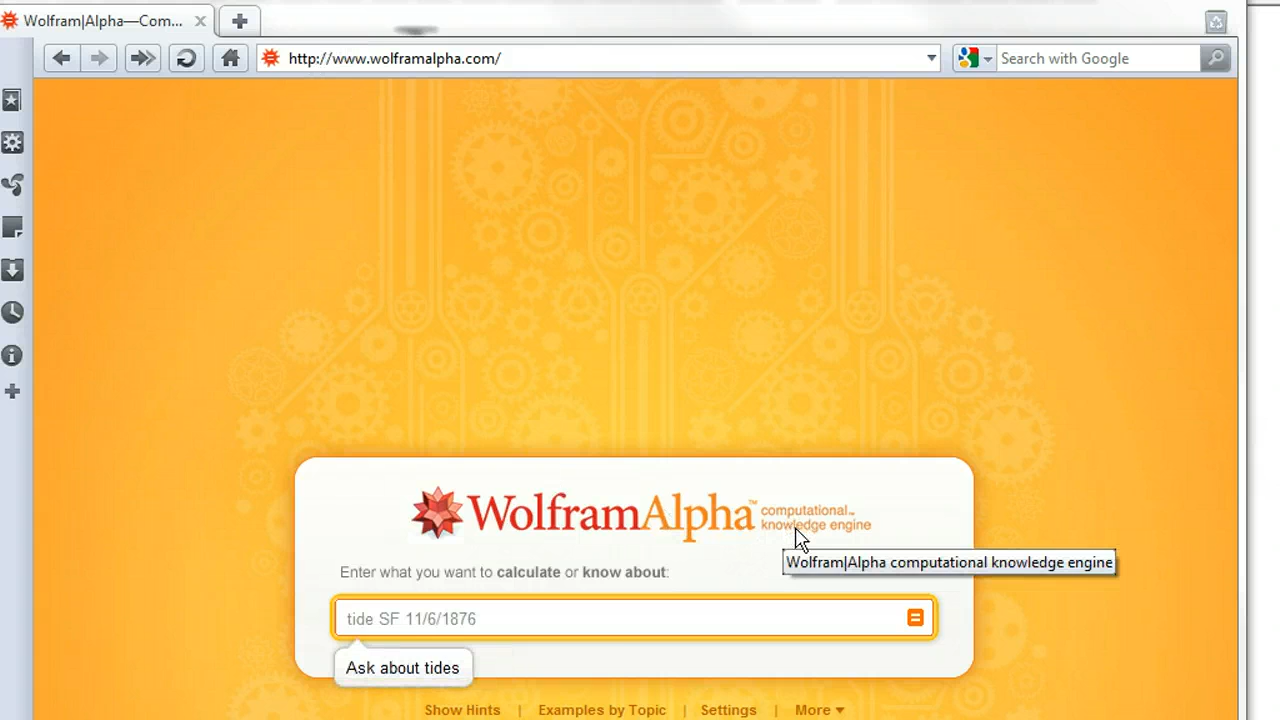 Wolfram|Alpha—Com...
http://www.wolframalpha.com/
Search with Google
WolframAlpha™ computational™
knowledge engine
Wolfram|Alpha computational knowledge engine
Enter what you want to calculate or know about:
tide SF 11/6/1876
Ask about tides
Show Hints | Examples by Topic | Settings | More